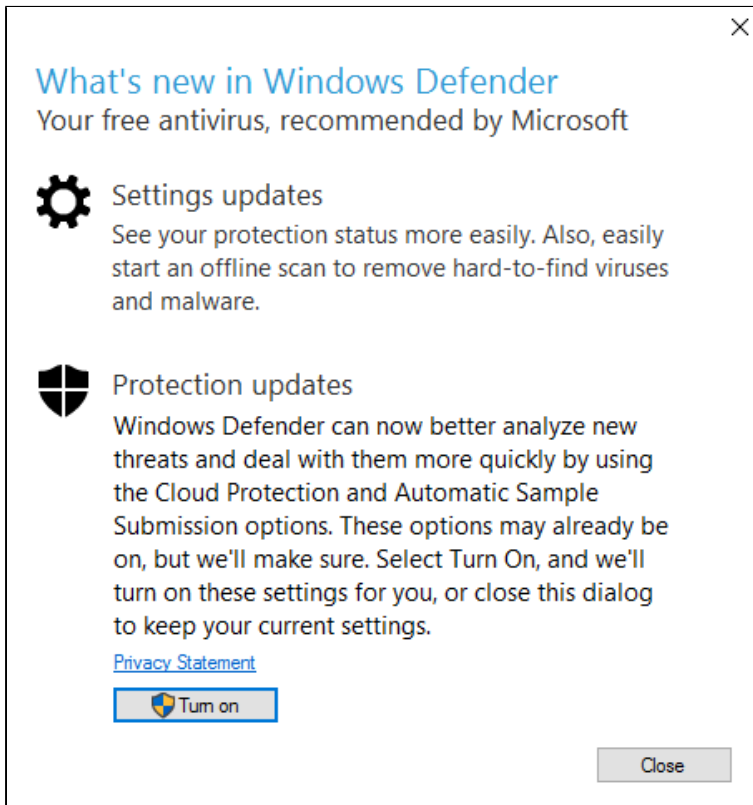 What's new in Windows Defender
Your free antivirus, recommended by Microsoft
Settings updates
See your protection status more easily. Also, easily
start an offline scan to remove hard-to-find viruses
and malware.
Protection updates
Windows Defender can now better analyze new
threats and deal with them more quickly by using
the Cloud Protection and Automatic Sample
Submission options. These options may already be
on, but we'll make sure. Select Turn On, and we'll
turn on these settings for you, or close this dialog
to keep your current settings.
Privacy Statement
Turn on
Close